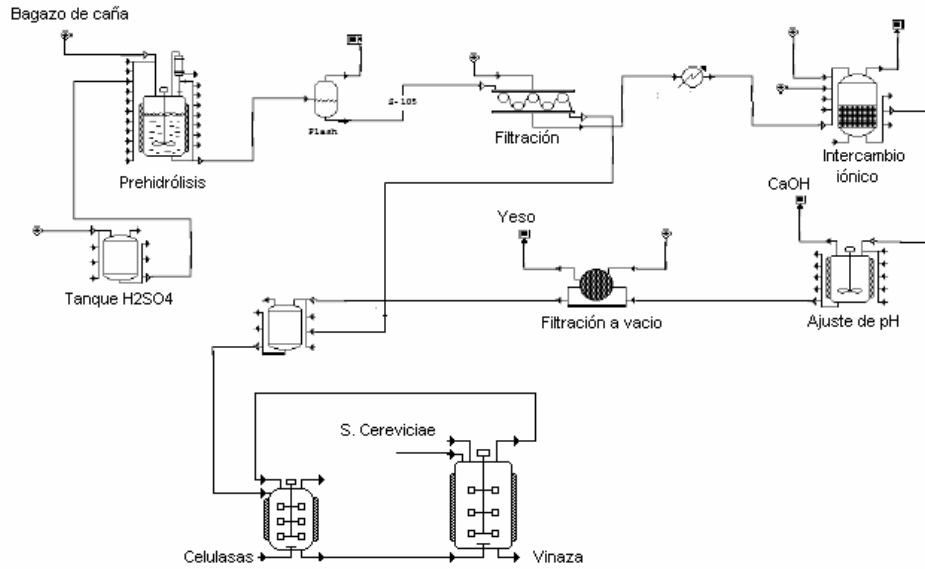 Bagazo de caña
S-105
Flash
Filtración
Prehidrólisis
Intercambio
iónico
CaOH
Yeso
Tanque H2SO4
Filtración a vacio
Ajuste de pH
S. Cereviciae
Celulasas
Vinaza